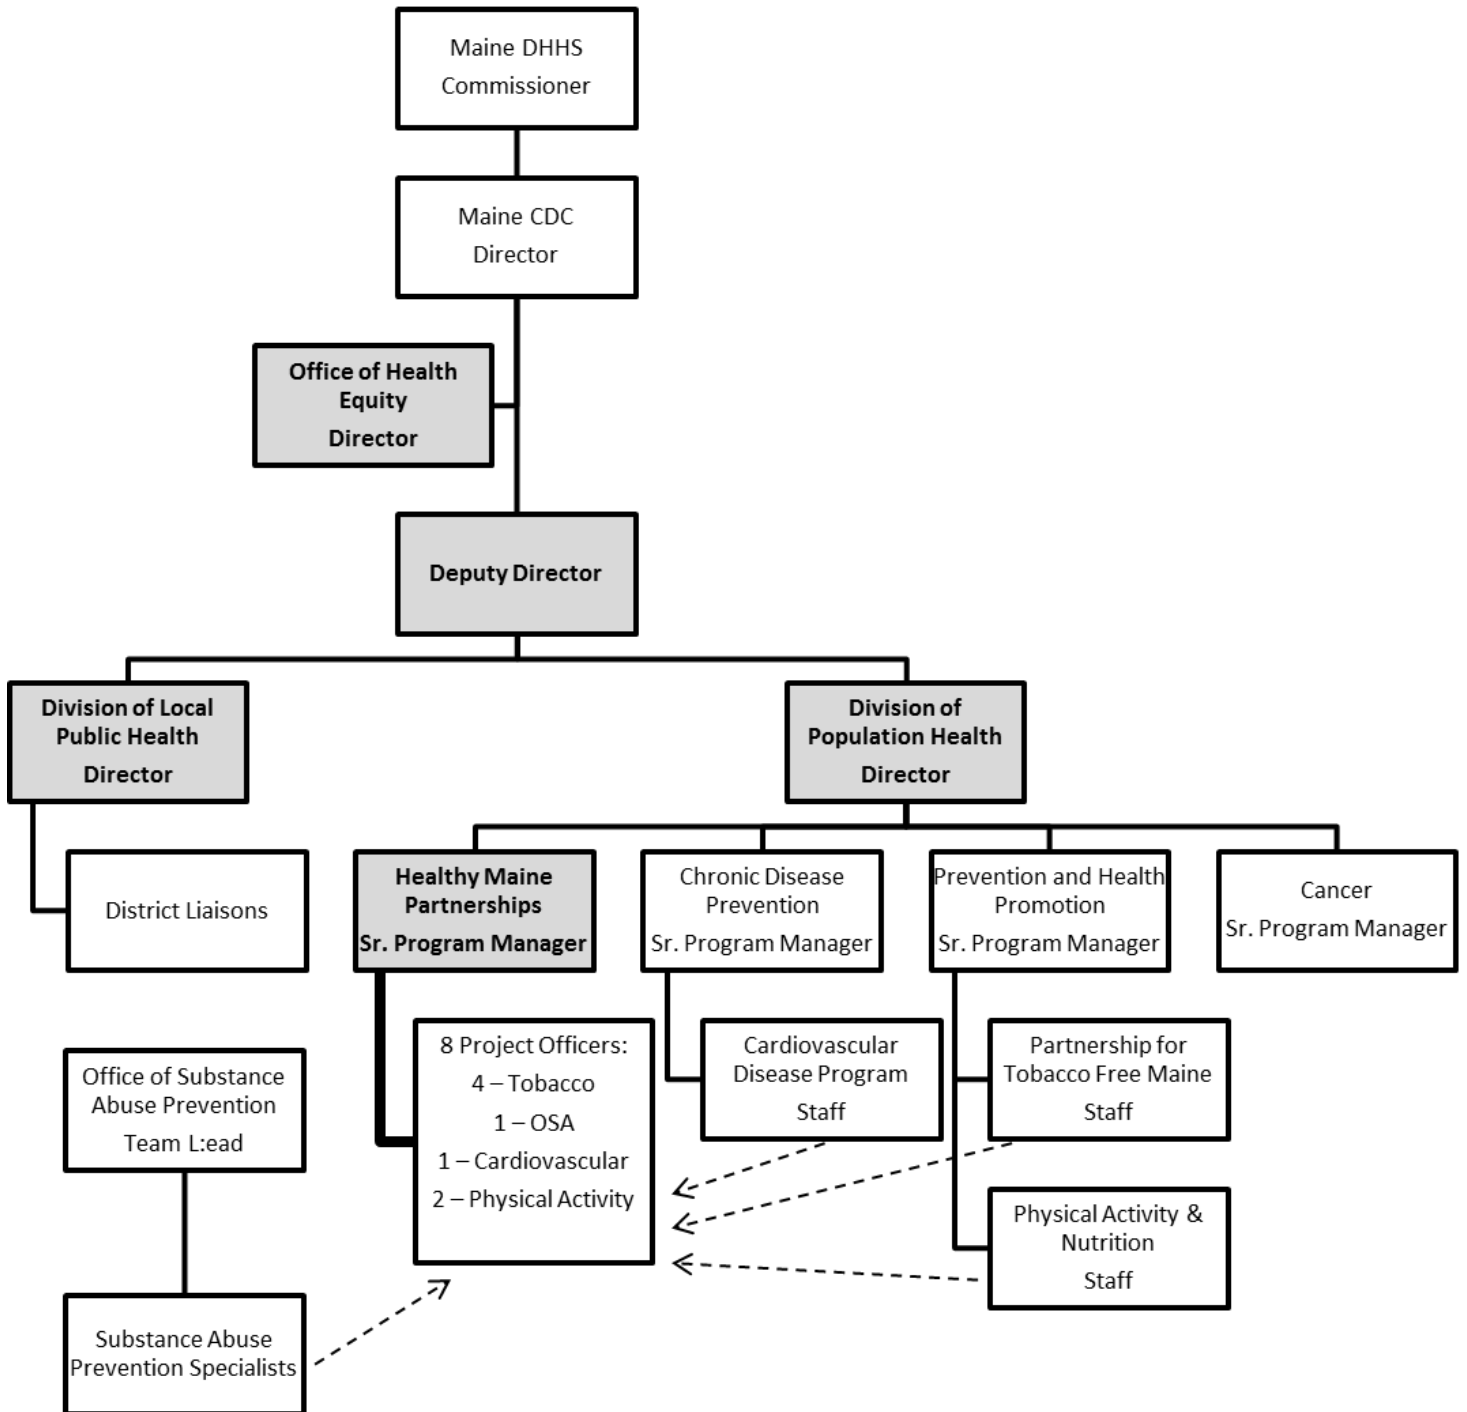 Maine DHHS
Commissioner
Maine CDC
Director
Office of Health
Equity
Director
Deputy Director
Division of Local
Public Health
Director
Division of
Population Health
Director
District Liaisons
Healthy Maine
Partnerships
Sr. Program Manager
Chronic Disease
Prevention
Sr. Program Manager
Prevention and Health
Promotion
Sr. Program Manager
Cancer
Sr. Program Manager
8 Project Officers:
4 – Tobacco
1 – OSA
1 – Cardiovascular
2 – Physical Activity
Cardiovascular
Disease Program
Staff
Partnership for
Tobacco Free Maine
Staff
Office of Substance
Abuse Prevention
Team L:ead
Physical Activity &
Nutrition
Staff
Substance Abuse
Prevention Specialists